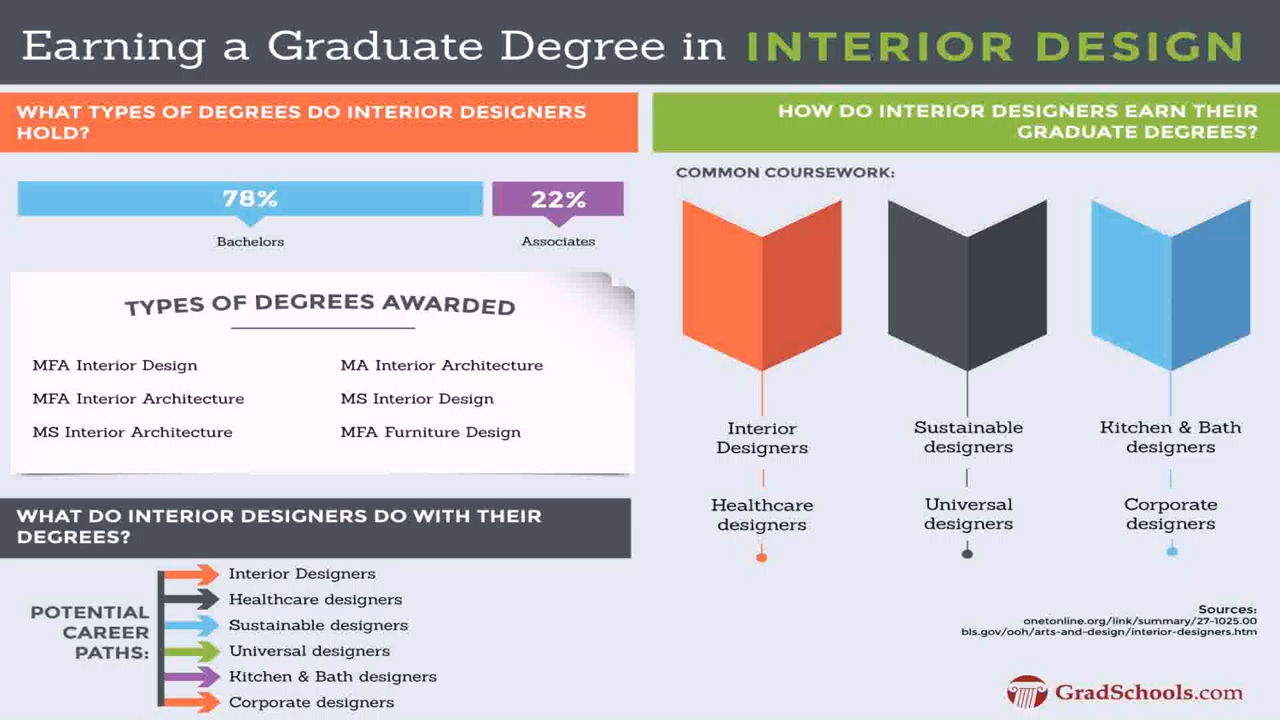 Earning a Graduate Degree in INTERIOR DESIGN
WHAT TYPES OF DEGREES DO INTERIOR DESIGNERS
HOLD?
78%
22%
Bachelors
Associates
TYPES OF DEGREES AWARDED
MFA Interior Design
MA Interior Architecture
MFA Interior Architecture
MS Interior Design
MS Interior Architecture
MFA Furniture Design
WHAT DO INTERIOR DESIGNERS DO WITH THEIR
DEGREES?
POTENTIAL
CAREER
PATHS:
Interior Designers
Healthcare designers
Sustainable designers
Universal designers
Kitchen & Bath designers
Corporate designers
HOW DO INTERIOR DESIGNERS EARN THEIR
GRADUATE DEGREES?
COMMON COURSEWORK:
Interior
Designers
Healthcare
designers
Sustainable
designers
Universal
designers
Kitchen & Bath
designers
Corporate
designers
Sources:
onetonline.org/link/summary/27-1025.00
bls.gov/ooh/arts-and-design/interior-designers.htm
GradSchools.com